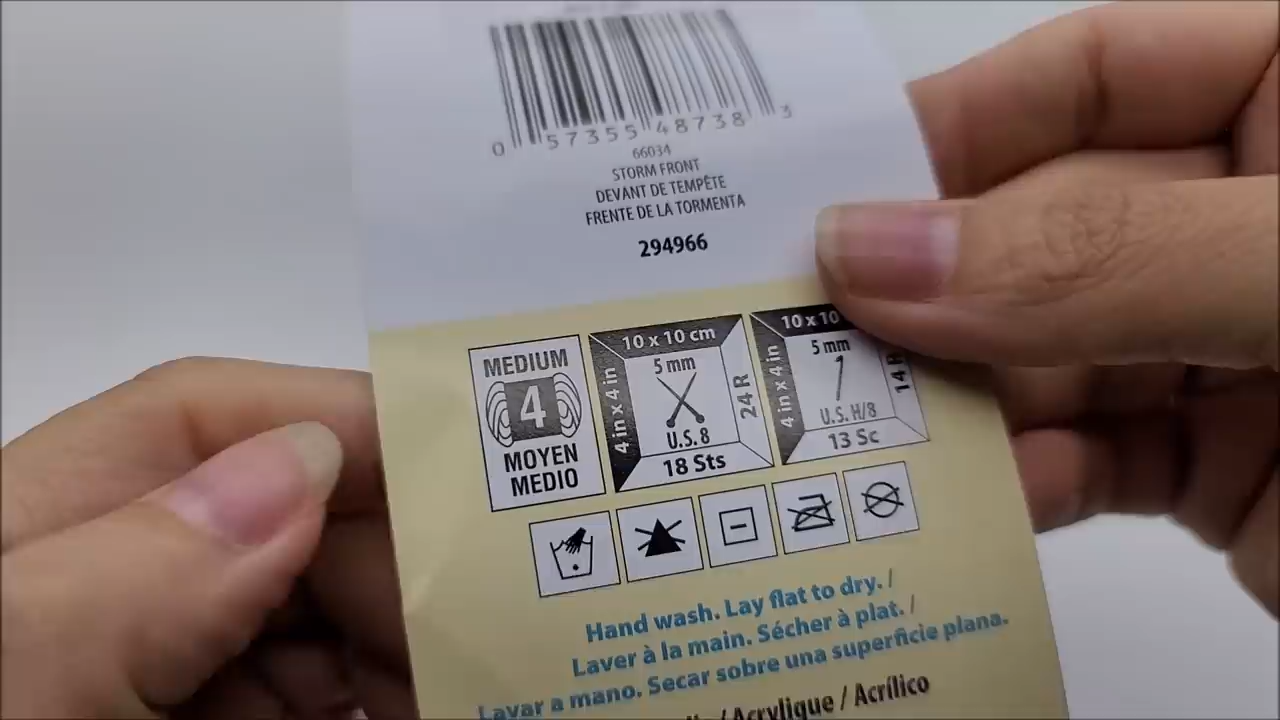 0 57355 48738 3
66034
STORM FRONT
DEVANT DE TEMPÊTE
FRENTE DE LA TORMENTA
294966
MEDIUM
4
MOYEN
MEDIO
10 x 10 cm
4 in x 4 in
5 mm
24 R
U.S. 8
18 Sts
10 x 10
4 in x 4 in
5 mm
14 R
U.S. H/8
13 Sc
Hand wash. Lay flat to dry. /
Laver à la main. Sécher à plat. /
Lavar a mano. Secar sobre una superficie plana.
/ Acrylique / Acrílico